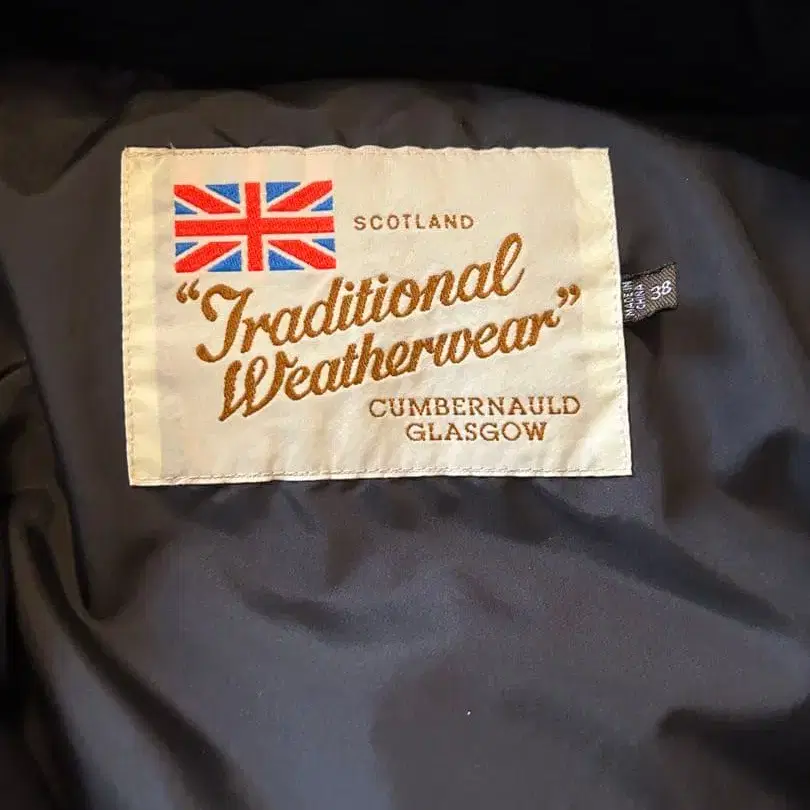 SCOTLAND
“Traditional
Weatherwear”
CUMBERNAULD
GLASGOW
MADE IN
CHINA
38